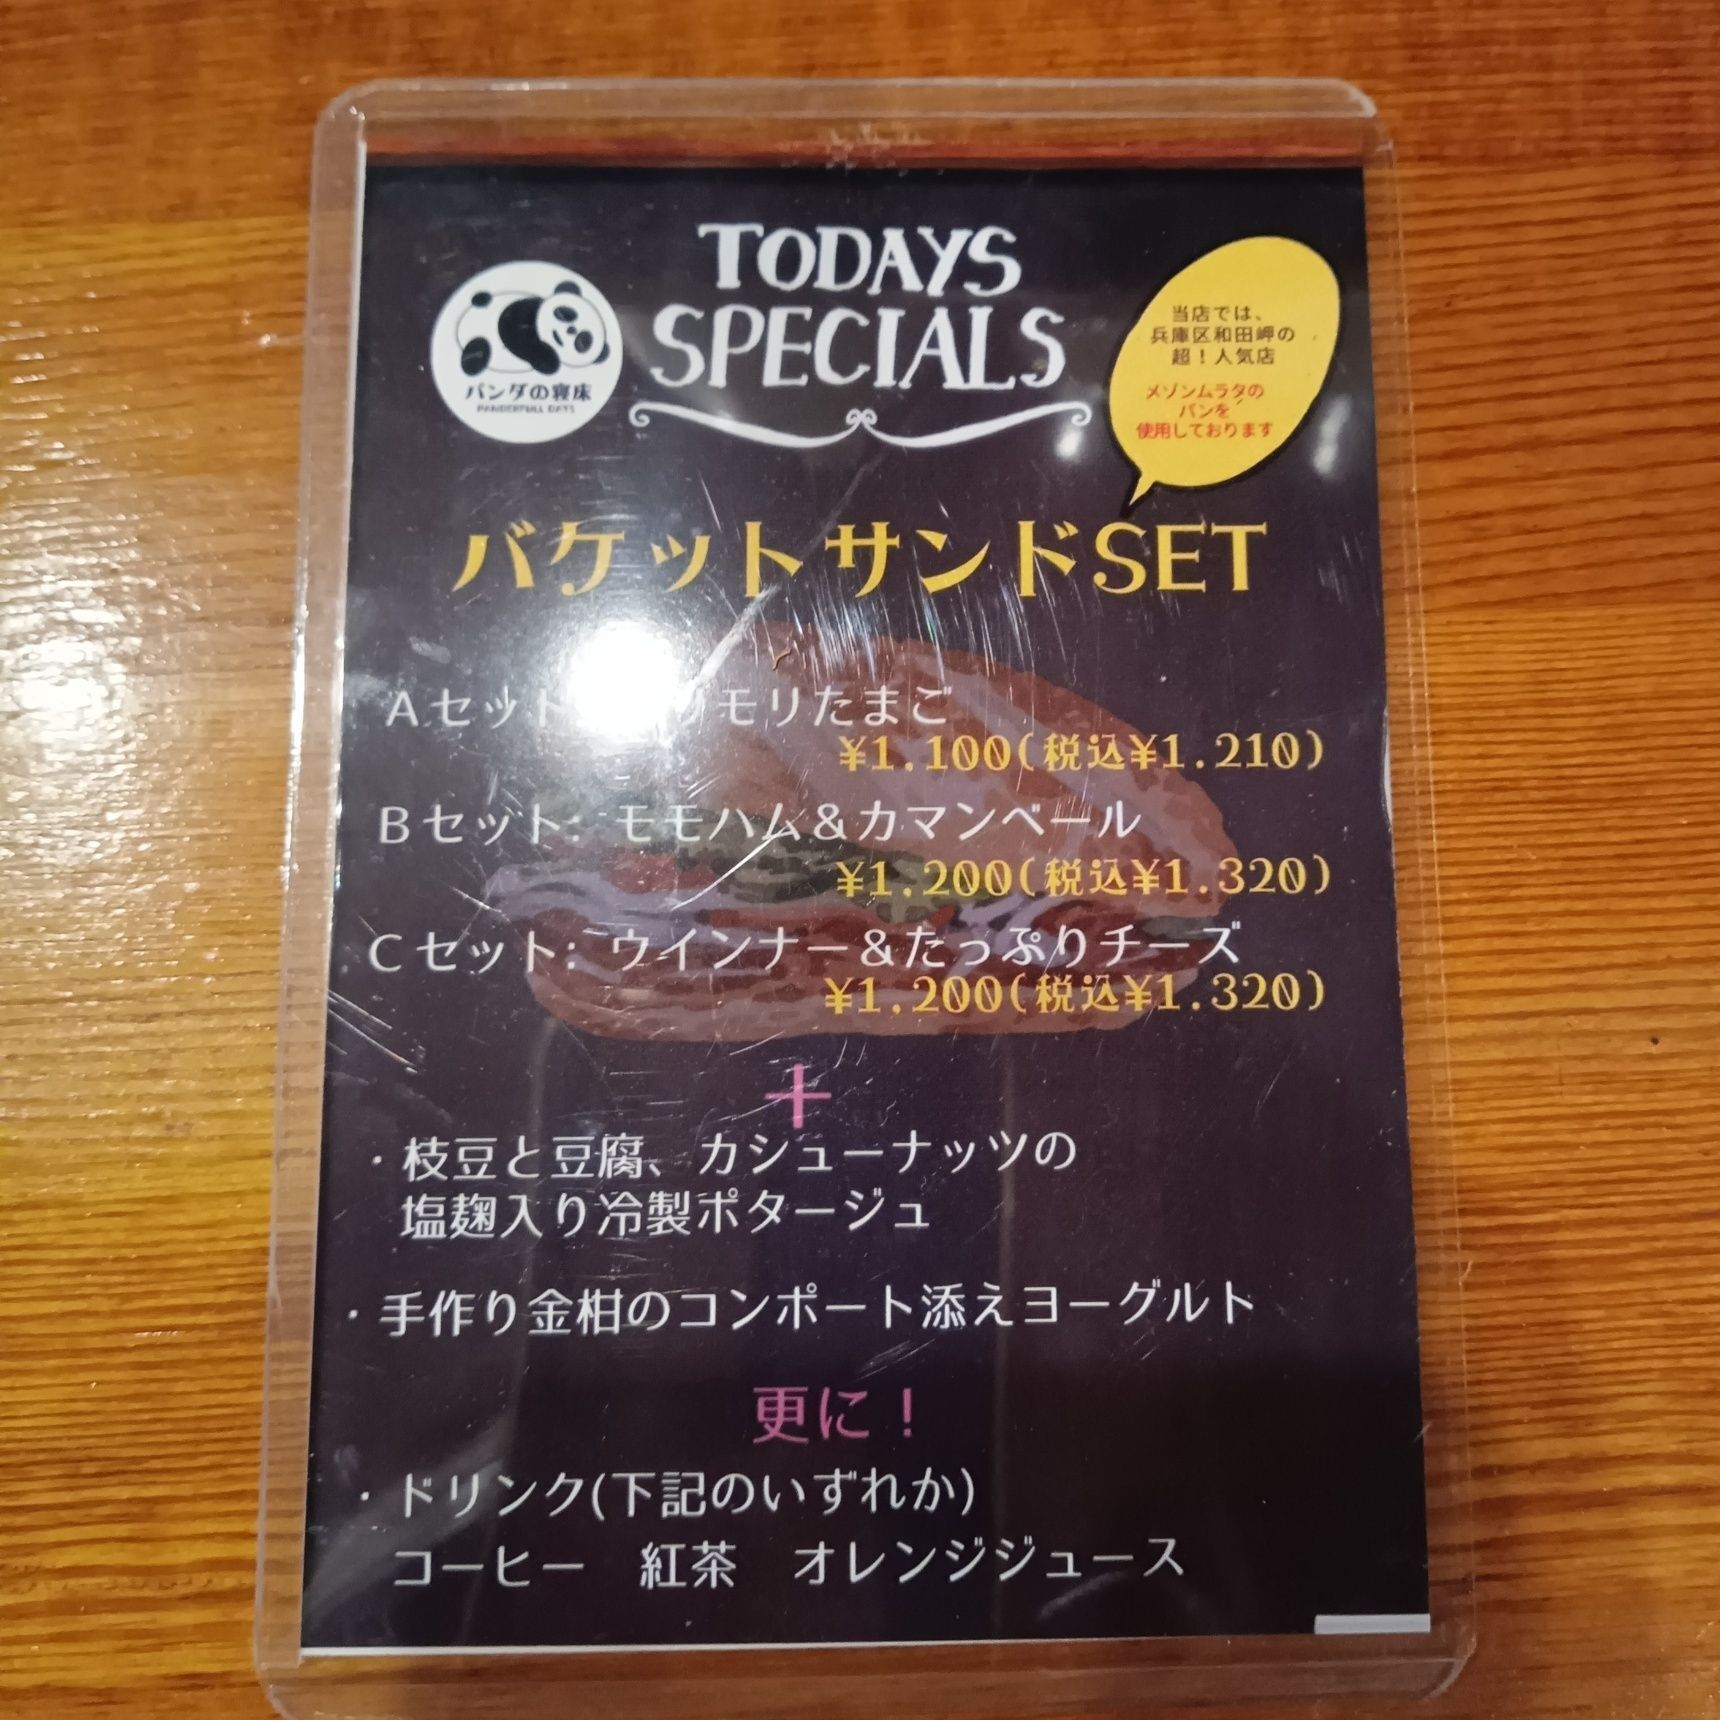 TODAYS
SPECIALS
パンダの寝床
PANDERFULL DAYS
当店では、
兵庫区和田岬の
超！人気店
メゾンムラタの
パンを
使用しております
バケットサンドSET
Aセット モリたまご
¥1.100(税込¥1.210)
Bセット: モモハム＆カマンベール
¥1.200(税込¥1.320)
Cセット: ウインナー＆たっぷりチーズ
¥1.200(税込¥1.320)
＋
・枝豆と豆腐、カシューナッツの
塩麹入り冷製ポタージュ
・手作り金柑のコンポート添えヨーグルト
更に！
・ドリンク(下記のいずれか)
コーヒー　紅茶　オレンジジュース